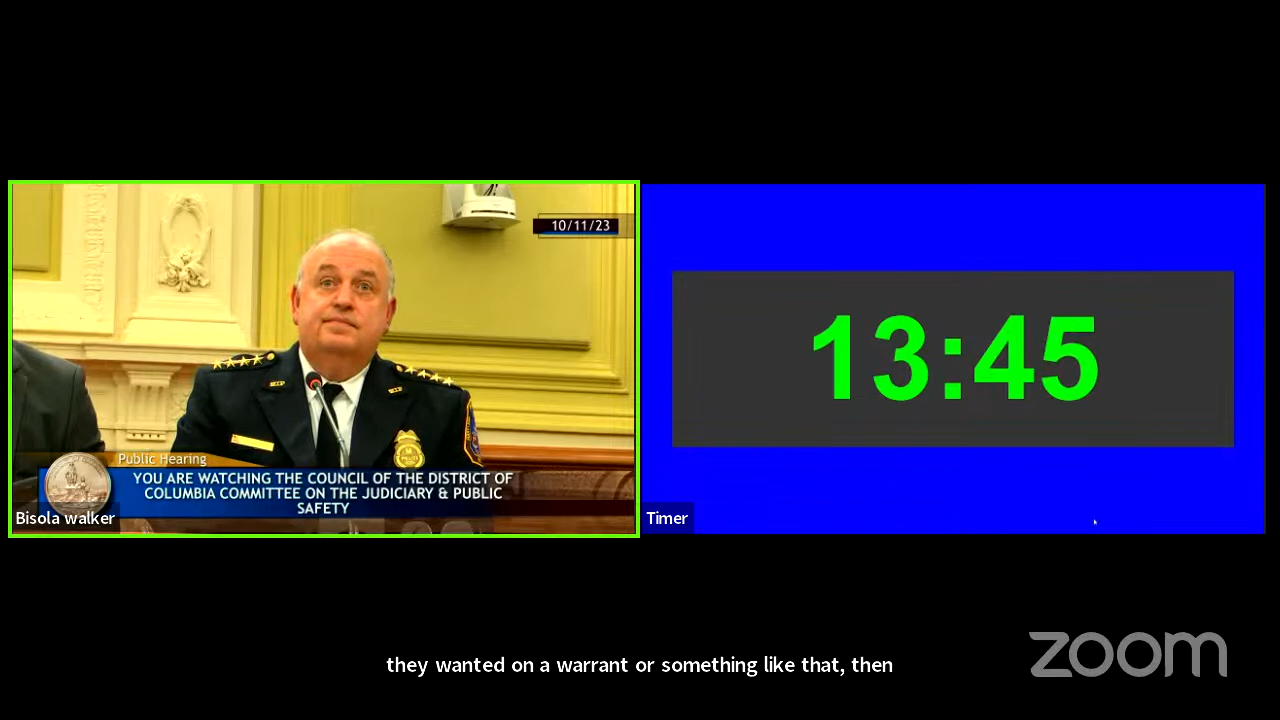 10/11/23
Public Hearing
YOU ARE WATCHING THE COUNCIL OF THE DISTRICT OF
COLUMBIA COMMITTEE ON THE JUDICIARY & PUBLIC
SAFETY
Bisola walker
13:45
Timer
they wanted on a warrant or something like that, then
zoom